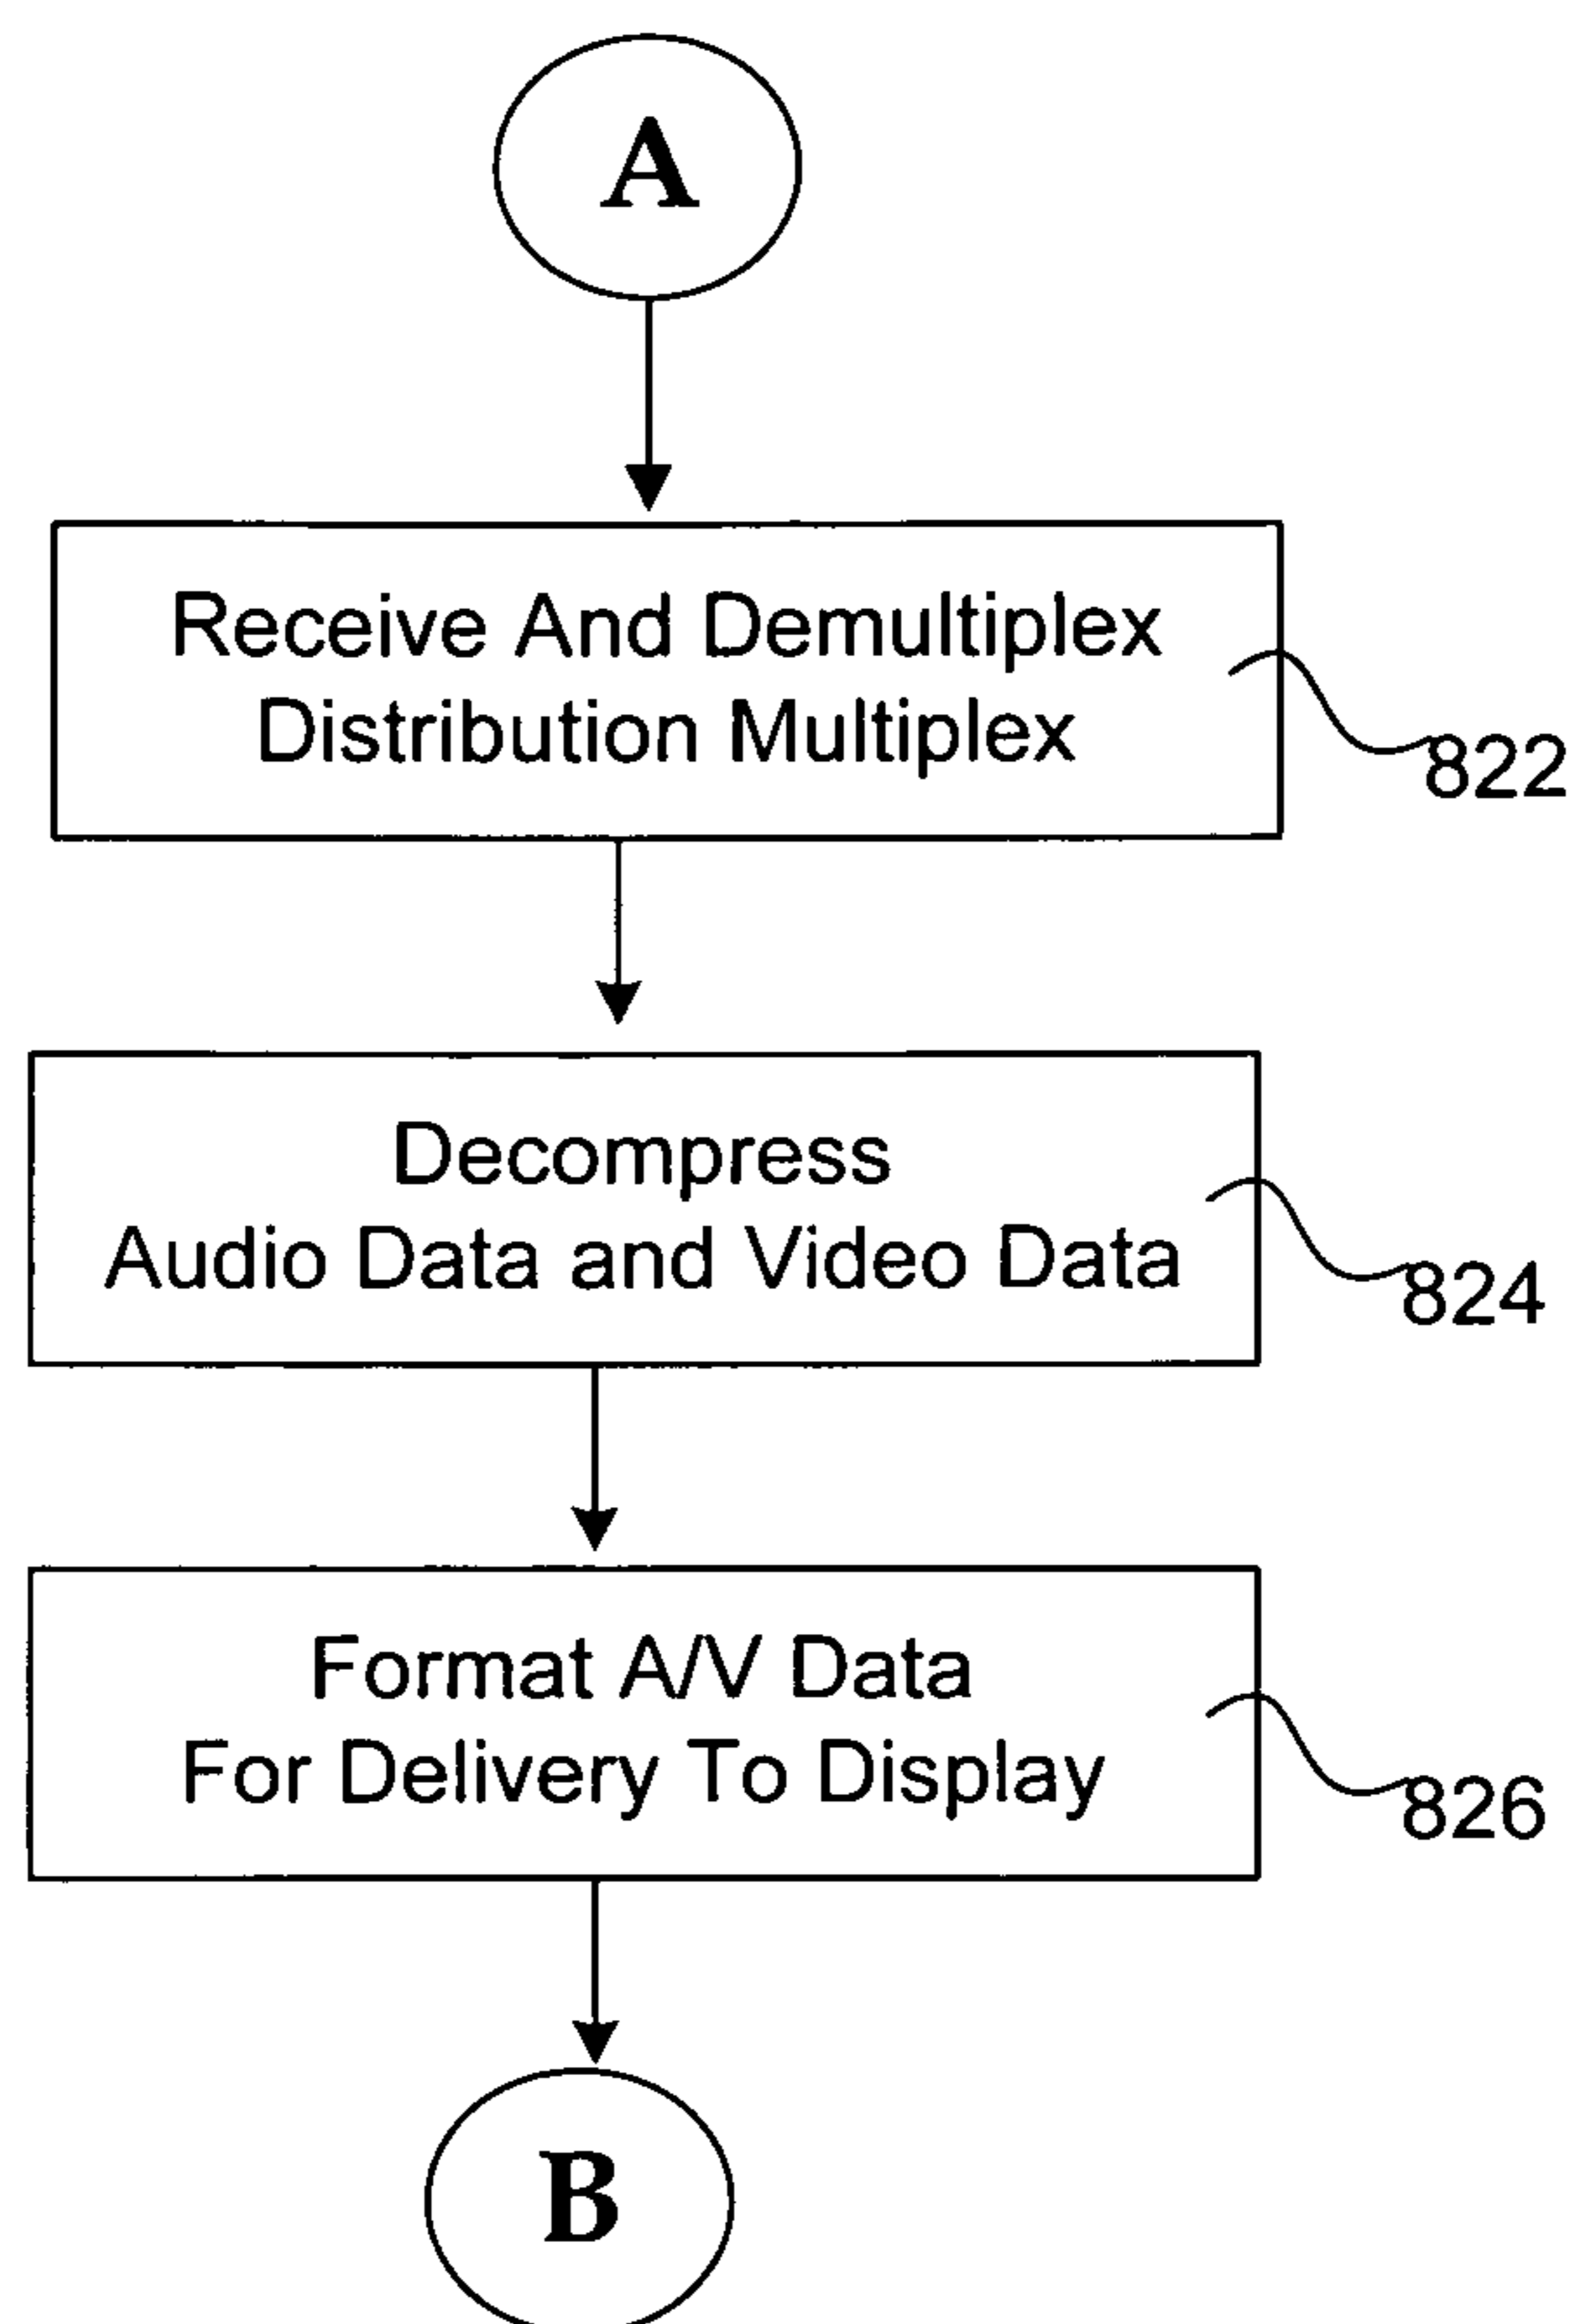 A
Receive And Demultiplex
Distribution Multiplex
822
Decompress
Audio Data and Video Data
824
Format A/V Data
For Delivery To Display
826
B